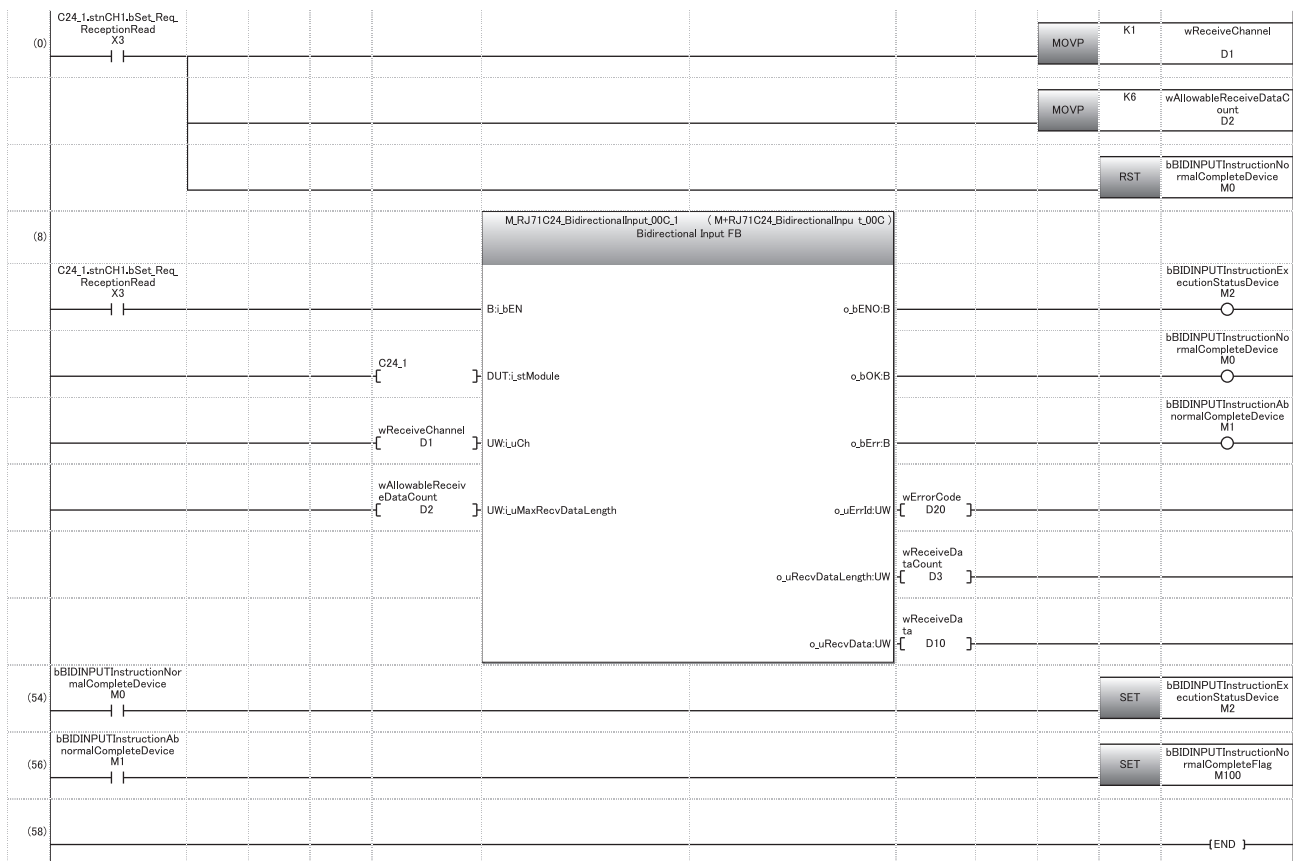 C24_1.stnCH1.bSet_Req_
ReceptionRead
X3
(0)
MOVP
K1
wReceiveChannel
D1
MOVP
K6
wAllowableReceiveDataC
ount
D2
RST
bBIDINPUTInstructionNo
rmalCompleteDevice
M0
(8)
M_RJ71C24_BidirectionalInput_00C_1 ( M+RJ71C24_BidirectionalInpu t_00C )
Bidirectional Input FB
C24_1.stnCH1.bSet_Req_
ReceptionRead
X3
B:i_bEN
o_bENO:B
bBIDINPUTInstructionEx
ecutionStatusDevice
M2
C24_1
DUT:i_stModule
o_bOK:B
bBIDINPUTInstructionNo
rmalCompleteDevice
M0
wReceiveChannel
D1
UW:i_uCh
o_bErr:B
bBIDINPUTInstructionAb
normalCompleteDevice
M1
wAllowableReceiv
eDataCount
D2
UW:i_uMaxRecvDataLength
o_uErrId:UW
wErrorCode
D20
o_uRecvDataLength:UW
wReceiveDa
taCount
D3
o_uRecvData:UW
wReceiveDa
ta
D10
bBIDINPUTInstructionNor
malCompleteDevice
M0
(54)
SET
bBIDINPUTInstructionEx
ecutionStatusDevice
M2
bBIDINPUTInstructionAb
normalCompleteDevice
M1
(56)
SET
bBIDINPUTInstructionNo
rmalCompleteFlag
M100
(58)
[END ]